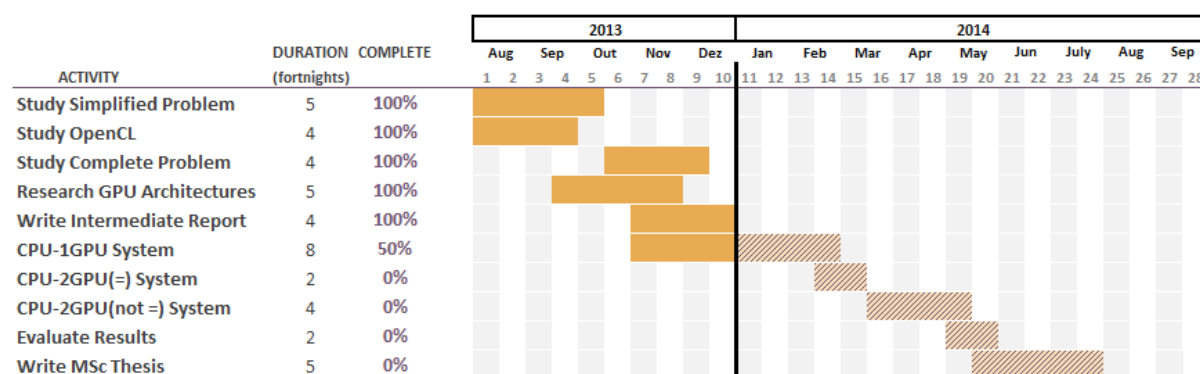 2013 2014
DURATION COMPLETE Aug Sep Out Nov Dez Jan Feb Mar Apr May Jun July Aug Sep
ACTIVITY (fortnights) 1 2 3 4 5 6 7 8 9 10 11 12 13 14 15 16 17 18 19 20 21 22 23 24 25 26 27 28
Study Simplified Problem 5 100%
Study OpenCL 4 100%
Study Complete Problem 4 100%
Research GPU Architectures 5 100%
Write Intermediate Report 4 100%
CPU-1GPU System 8 50%
CPU-2GPU(=) System 2 0%
CPU-2GPU(not =) System 4 0%
Evaluate Results 2 0%
Write MSc Thesis 5 0%